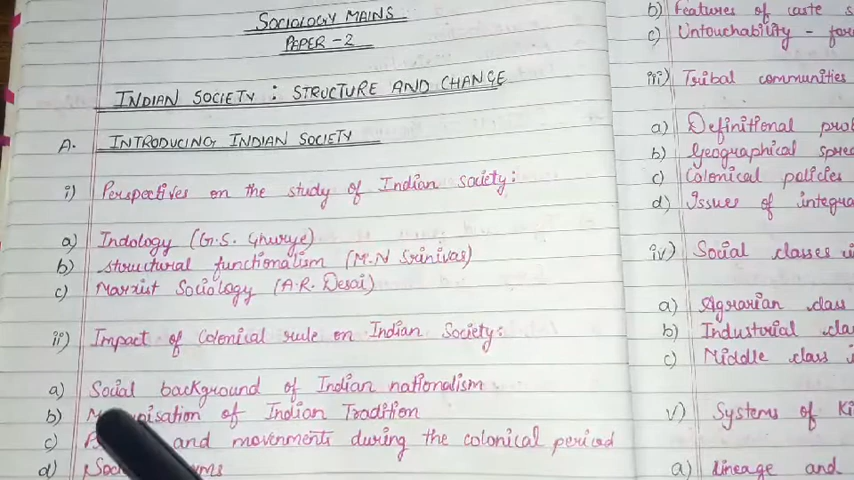 SOCIOLOGY MAINS
PAPER - 2
INDIAN SOCIETY : STRUCTURE AND CHANGE
A. INTRODUCING INDIAN SOCIETY
i) Perspectives on the study of Indian society:
a) Indology (G.S. Ghurye)
b) structural functionalism (M.N Srinivas)
c) Marxist Sociology (A.R. Desai)
ii) Impact of Colonical rule on Indian Society:
a) Social background of Indian nationalism
b) of Indian Tradition
c) and movenments during the colonical period
d)
b) Features of caste
c) Untouchability -
iii) Tribal communities
a) Definitional
b) Geographical
c) Colonical policies
d) Issues of
iv) Social classes
a) Agrarian class
b) Industrial
c) Middle class
v) Systems of
a) Lineage and